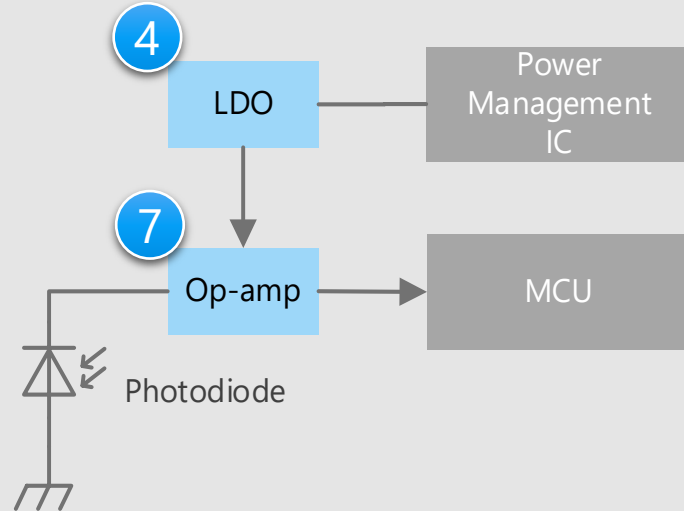 4
LDO
Power
Management
IC
7
Op-amp
MCU
Photodiode